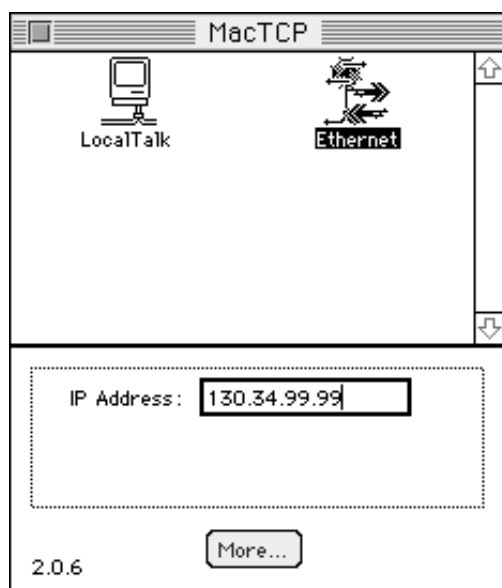 MacTCP
LocalTalk
Ethernet
IP Address:
130.34.99.99
More...
2.0.6